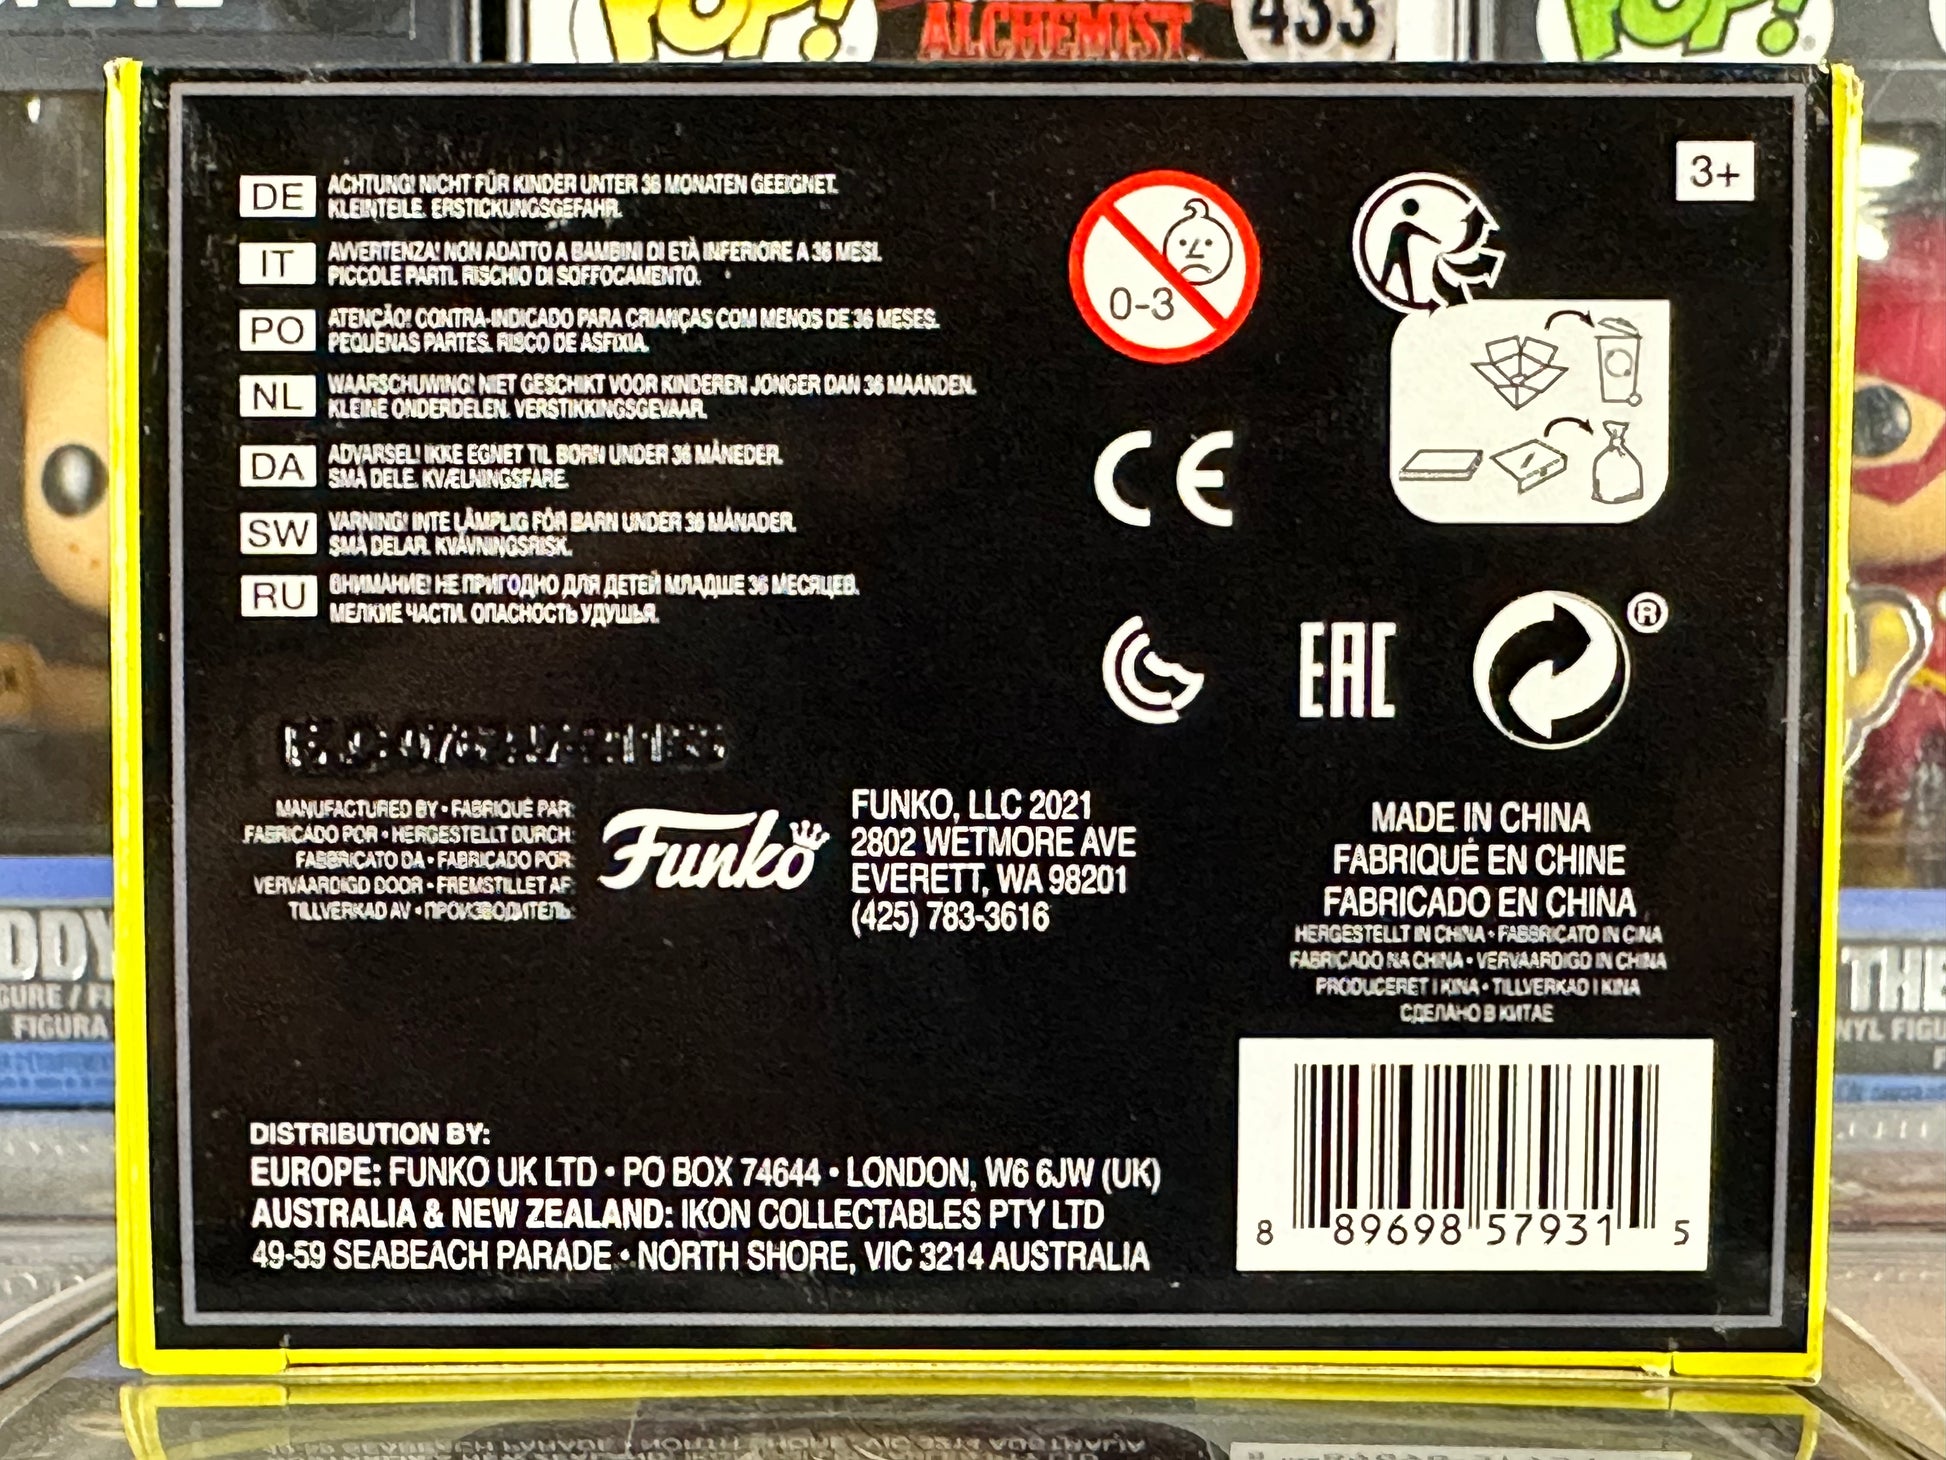 POP!
ALCHEMIST
433
POP!
3+
DE
ACHTUNG! NICHT FÜR KINDER UNTER 36 MONATEN GEEIGNET.
KLEINTEILE. ERSTICKUNGSGEFAHR.
IT
AVVERTENZA! NON ADATTO A BAMBINI DI ETÀ INFERIORE A 36 MESI.
PICCOLE PARTI. RISCHIO DI SOFFOCAMENTO.
PO
ATENÇÃO! CONTRA-INDICADO PARA CRIANÇAS COM MENOS DE 36 MESES.
PEQUENAS PARTES. RISCO DE ASFIXIA.
NL
WAARSCHUWING! NIET GESCHIKT VOOR KINDEREN JONGER DAN 36 MAANDEN.
KLEINE ONDERDELEN. VERSTIKKINGSGEVAAR.
DA
ADVARSEL! IKKE EGNET TIL BORN UNDER 36 MÅNEDER.
SMÅ DELE. KVÆLNINGSFARE.
SW
VARNING! INTE LÄMPLIG FÖR BARN UNDER 36 MÅNADER.
SMÅ DELAR. KVÄVNINGSRISK.
RU
ВНИМАНИЕ! НЕ ПРИГОДНО ДЛЯ ДЕТЕЙ МЛАДШЕ 36 МЕСЯЦЕВ.
МЕЛКИЕ ЧАСТИ. ОПАСНОСТЬ УДУШЬЯ.
0-3
CE
EAC
®
MANUFACTURED BY • FABRIQUÉ PAR:
FABRICADO POR • HERGESTELLT DURCH:
FABBRICATO DA • FABRICADO POR:
VERVAARDIGD DOOR • FREMSTILLET AF:
TILLVERKAD AV • ПРОИЗВОДИТЕЛЬ:
Funko
FUNKO, LLC 2021
2802 WETMORE AVE
EVERETT, WA 98201
(425) 783-3616
MADE IN CHINA
FABRIQUÉ EN CHINE
FABRICADO EN CHINA
HERGESTELLT IN CHINA • FABBRICATO IN CINA
FABRICADO NA CHINA • VERVAARDIGD IN CHINA
PRODUCERET I KINA • TILLVERKAD I KINA
СДЕЛАНО В КИТАЕ
DISTRIBUTION BY:
EUROPE: FUNKO UK LTD • PO BOX 74644 • LONDON, W6 6JW (UK)
AUSTRALIA & NEW ZEALAND: IKON COLLECTABLES PTY LTD
49-59 SEABEACH PARADE • NORTH SHORE, VIC 3214 AUSTRALIA
8 89698 57931 5
FIGURA
THE